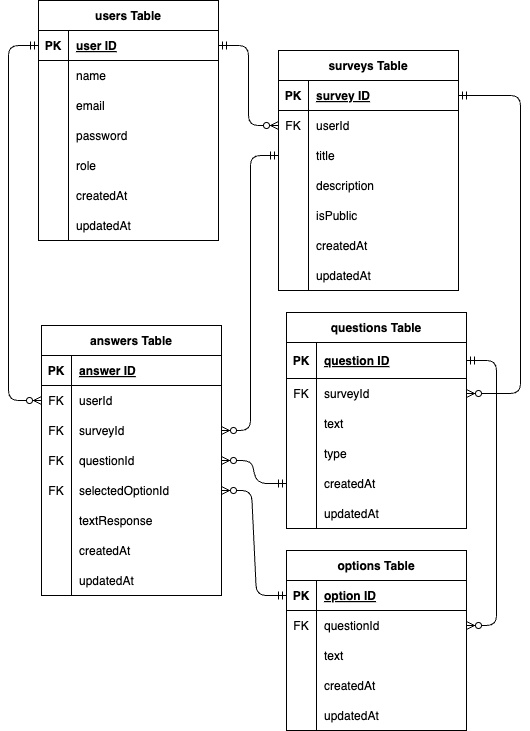 users Table
PK user ID
name
email
password
role
createdAt
updatedAt
surveys Table
PK survey ID
FK userId
title
description
isPublic
createdAt
updatedAt
answers Table
PK answer ID
FK userId
FK surveyId
FK questionId
FK selectedOptionId
textResponse
createdAt
updatedAt
questions Table
PK question ID
FK surveyId
text
type
createdAt
updatedAt
options Table
PK option ID
FK questionId
text
createdAt
updatedAt